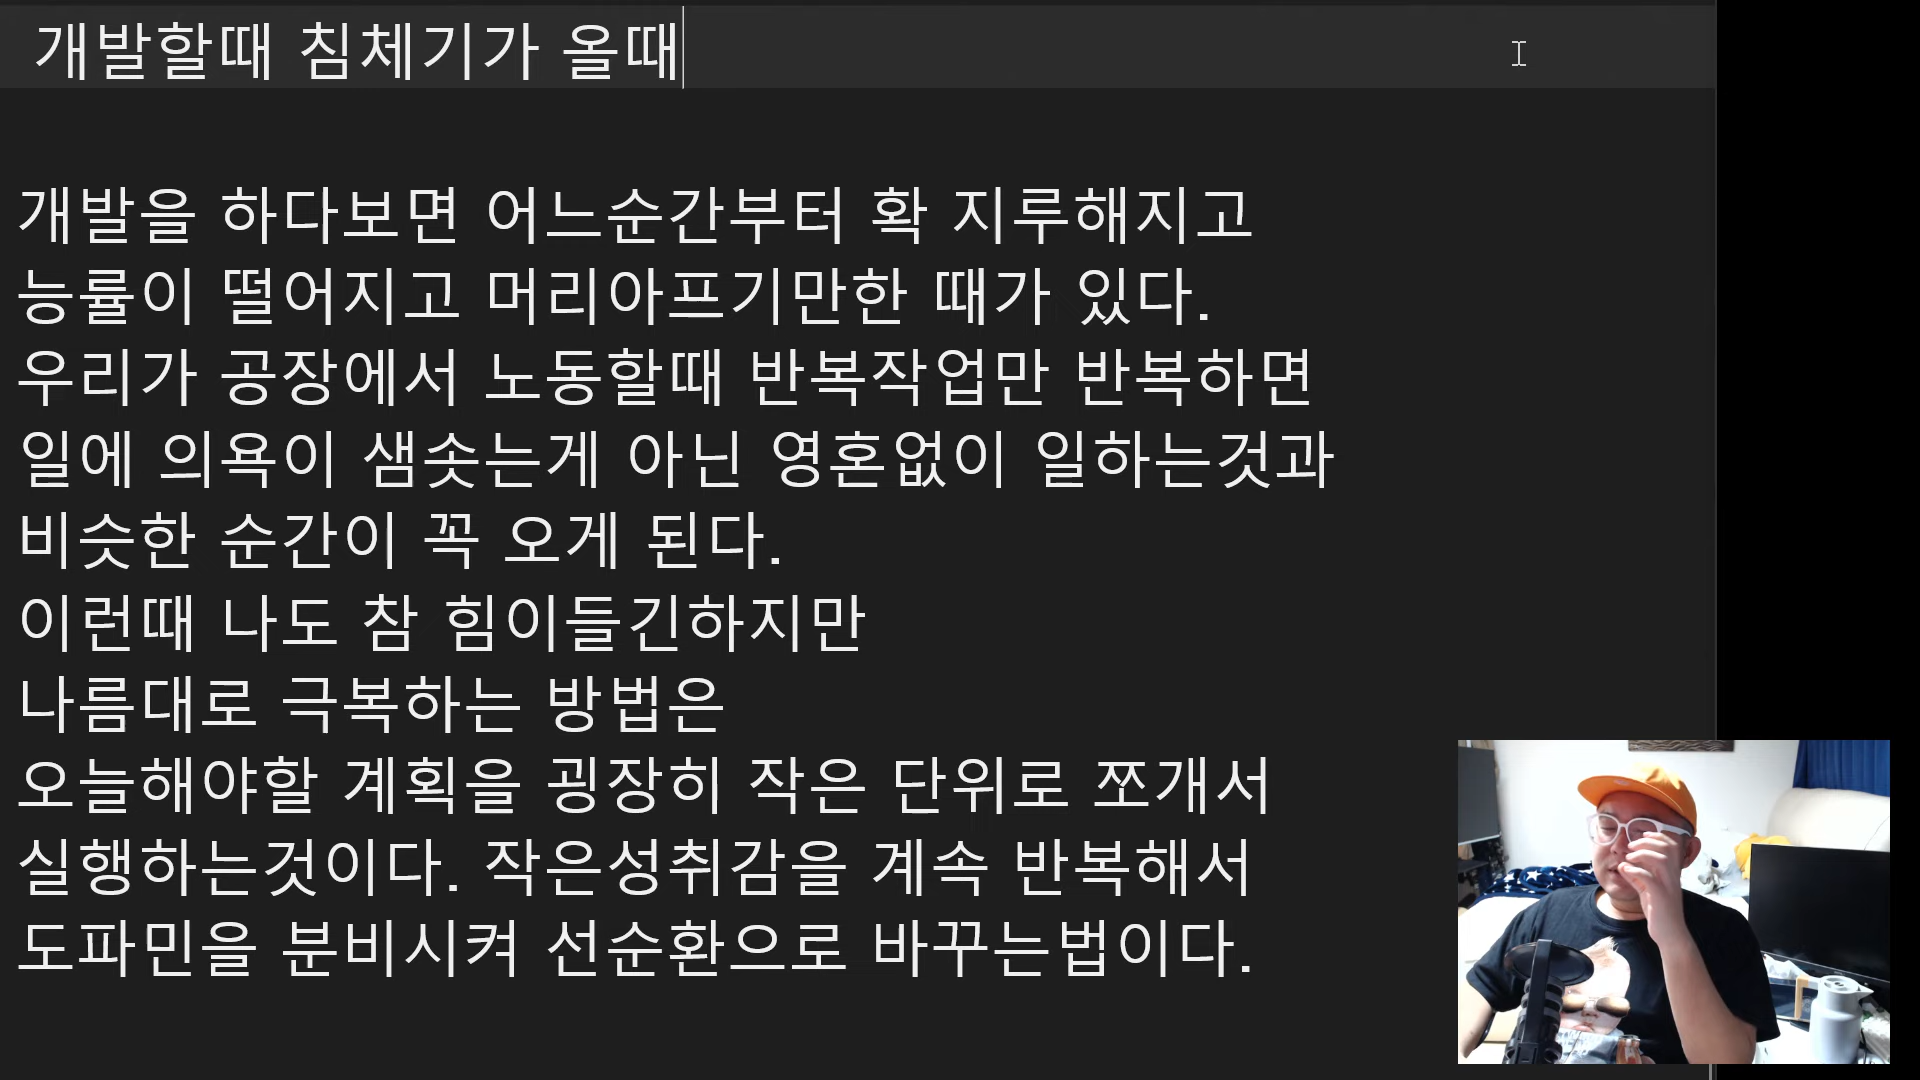 개발할때 침체기가 올때
개발을 하다보면 어느순간부터 확 지루해지고
능률이 떨어지고 머리아프기만한 때가 있다.
우리가 공장에서 노동할때 반복작업만 반복하면
일에 의욕이 샘솟는게 아닌 영혼없이 일하는것과
비슷한 순간이 꼭 오게 된다.
이런때 나도 참 힘이들긴하지만
나름대로 극복하는 방법은
오늘해야할 계획을 굉장히 작은 단위로 쪼개서
실행하는것이다. 작은성취감을 계속 반복해서
도파민을 분비시켜 선순환으로 바꾸는법이다.